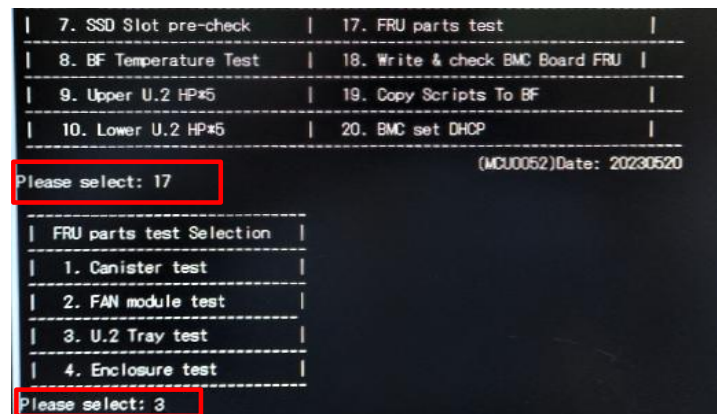 | 7. SSD Slot pre-check | 17. FRU parts test |
| 8. BF Temperature Test | 18. Write & check BMC Board FRU |
| 9. Upper U.2 HP*5 | 19. Copy Scripts To BF |
| 10. Lower U.2 HP*5 | 20. BMC set DHCP |
(MCU0052)Date: 20230520
Please select: 17
| FRU parts test Selection |
| 1. Canister test |
| 2. FAN module test |
| 3. U.2 Tray test |
| 4. Enclosure test |
Please select: 3